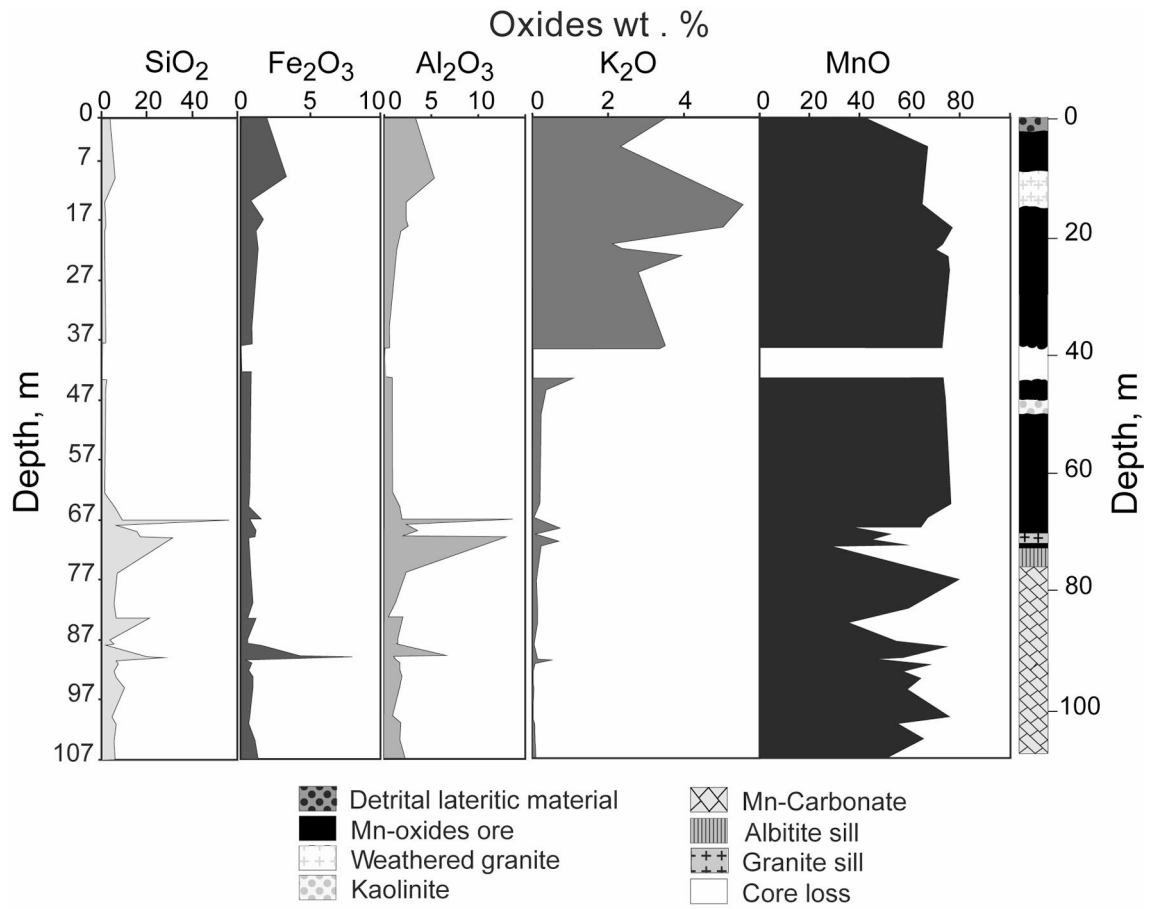 Oxides wt . %
SiO2 Fe2O3 Al2O3 K2O MnO
0 20 40 0 5 10 0 5 10 0 2 4 0 20 40 60 80
0 0
7
17
20
27
37
40
47
57
60
67
77
80
87
97
100
107
Depth, m
Depth, m
Detrital lateritic material
Mn-oxides ore
Weathered granite
Kaolinite
Mn-Carbonate
Albitite sill
Granite sill
Core loss